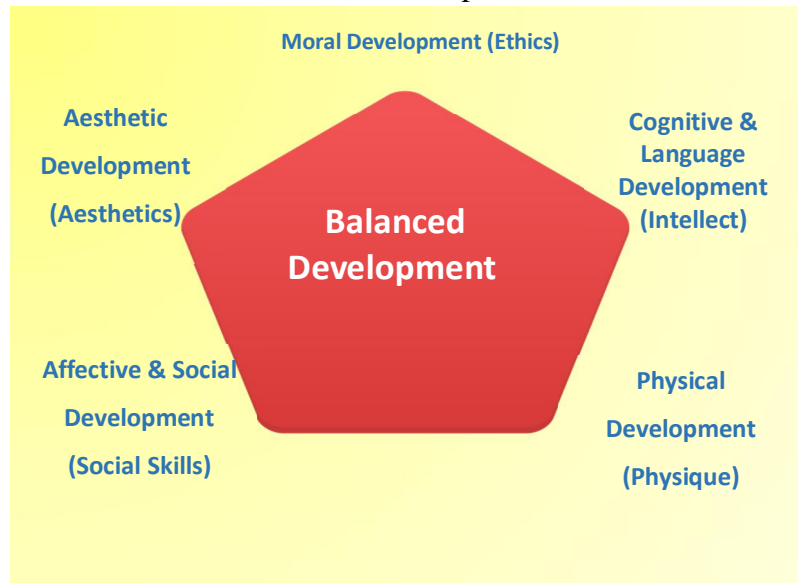 Moral Development (Ethics)
Aesthetic
Development
(Aesthetics)
Cognitive &
Language
Development
(Intellect)
Balanced
Development
Affective & Social
Development
(Social Skills)
Physical
Development
(Physique)